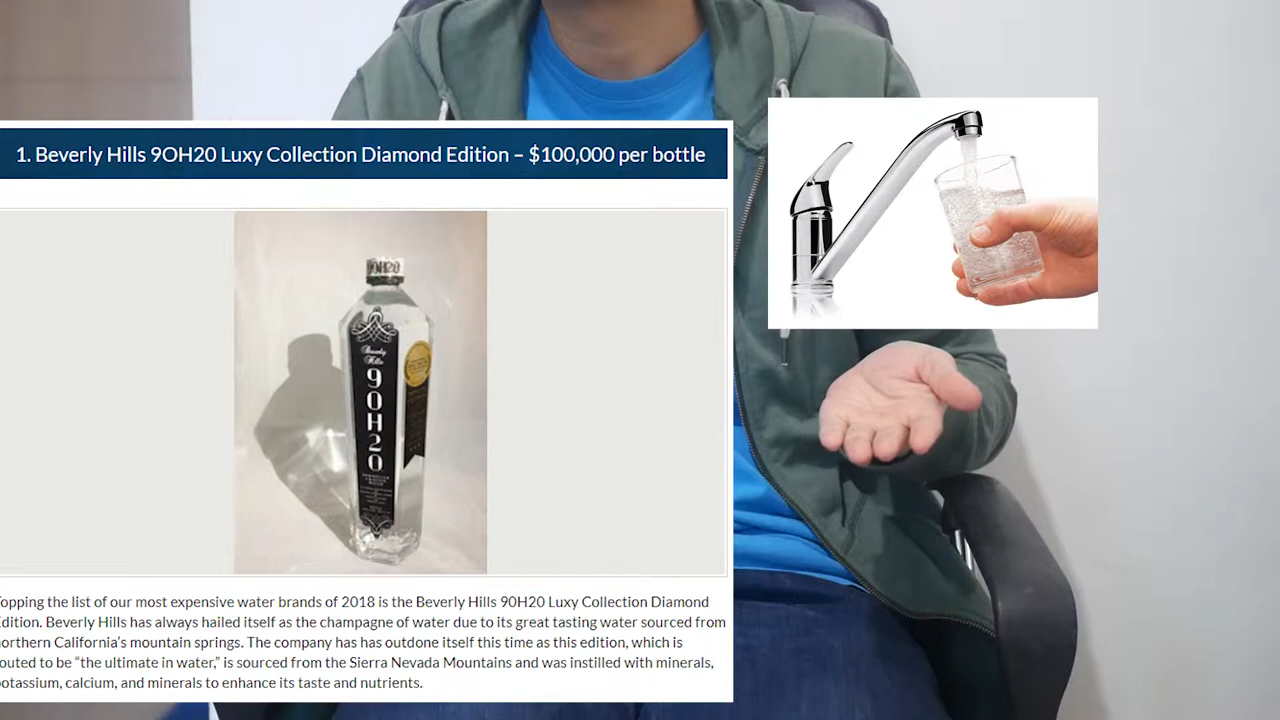 1. Beverly Hills 9OH20 Luxy Collection Diamond Edition – $100,000 per bottle
9OH2O
Beverly
Hills
9
O
H
2
O
opping the list of our most expensive water brands of 2018 is the Beverly Hills 90H20 Luxy Collection Diamond
dition. Beverly Hills has always hailed itself as the champagne of water due to its great tasting water sourced from
orthern California's mountain springs. The company has has outdone itself this time as this edition, which is
outed to be “the ultimate in water,” is sourced from the Sierra Nevada Mountains and was instilled with minerals,
otassium, calcium, and minerals to enhance its taste and nutrients.